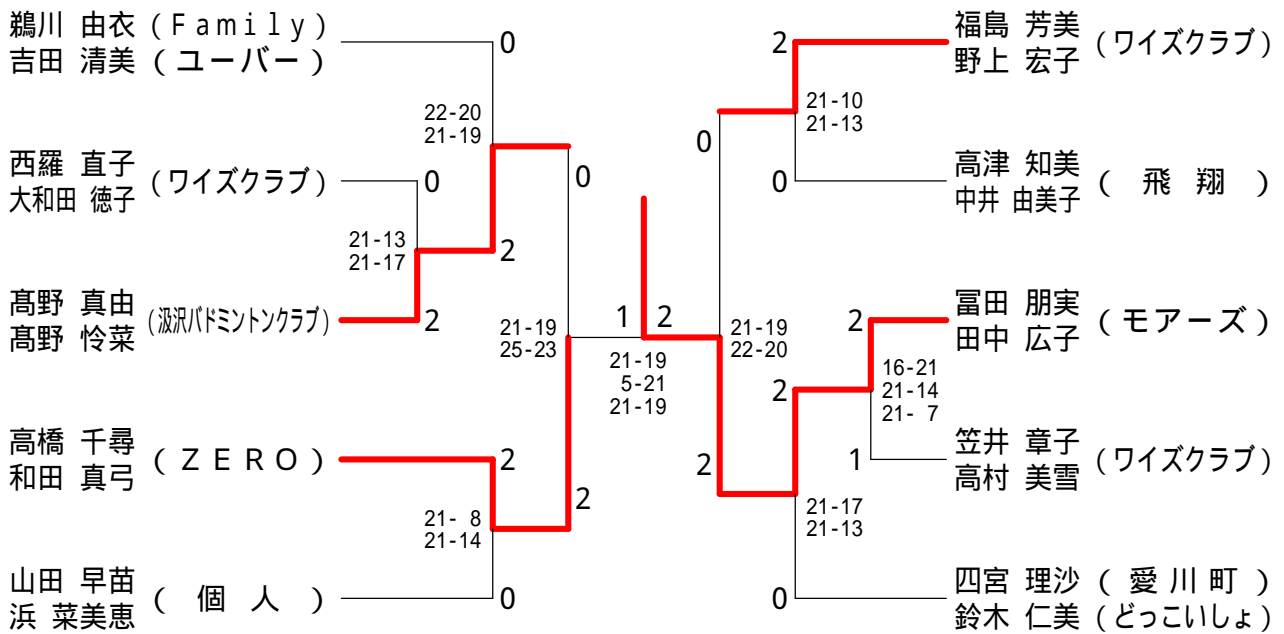 鵜川 由衣 (Family)
吉田 清美 (ユーバー)
0
22-20
21-19
西羅 直子
大和田 徳子
(ワイズクラブ)
0
21-13
21-17
2
髙野 真由
髙野 怜菜
(汲沢バドミントンクラブ)
2
0
21-19
25-23
高橋 千尋
和田 真弓
(ZERO)
2
21- 8
21-14
2
山田 早苗
浜 菜美恵
(個人)
0
1
2
21-19
5-21
21-19
福島 芳美
野上 宏子
(ワイズクラブ)
2
21-10
21-13
0
高津 知美
中井 由美子
(飛翔)
0
21-19
22-20
冨田 朋実
田中 広子
(モアーズ)
2
16-21
21-14
21- 7
2
笠井 章子
高村 美雪
(ワイズクラブ)
1
2
21-17
21-13
四宮 理沙 (愛川町)
鈴木 仁美 (どっこいしょ)
0